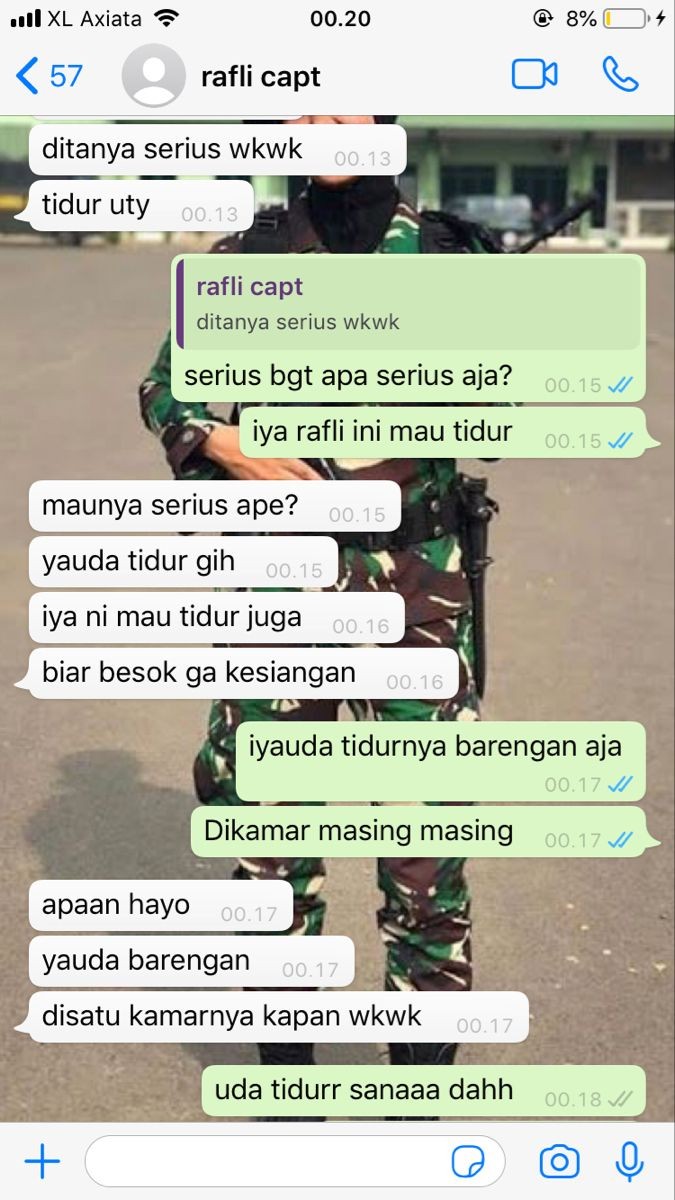 XL Axiata 00.20 8%
57 rafli capt
ditanya serius wkwk 00.13
tidur uty 00.13
rafli capt
ditanya serius wkwk
serius bgt apa serius aja? 00.15
iya rafli ini mau tidur 00.15
maunya serius ape? 00.15
yauda tidur gih 00.15
iya ni mau tidur juga 00.16
biar besok ga kesiangan 00.16
iyauda tidurnya barengan aja
00.17
Dikamar masing masing 00.17
apaan hayo 00.17
yauda barengan 00.17
disatu kamarnya kapan wkwk 00.17
uda tidurr sanaaa dahh 00.18